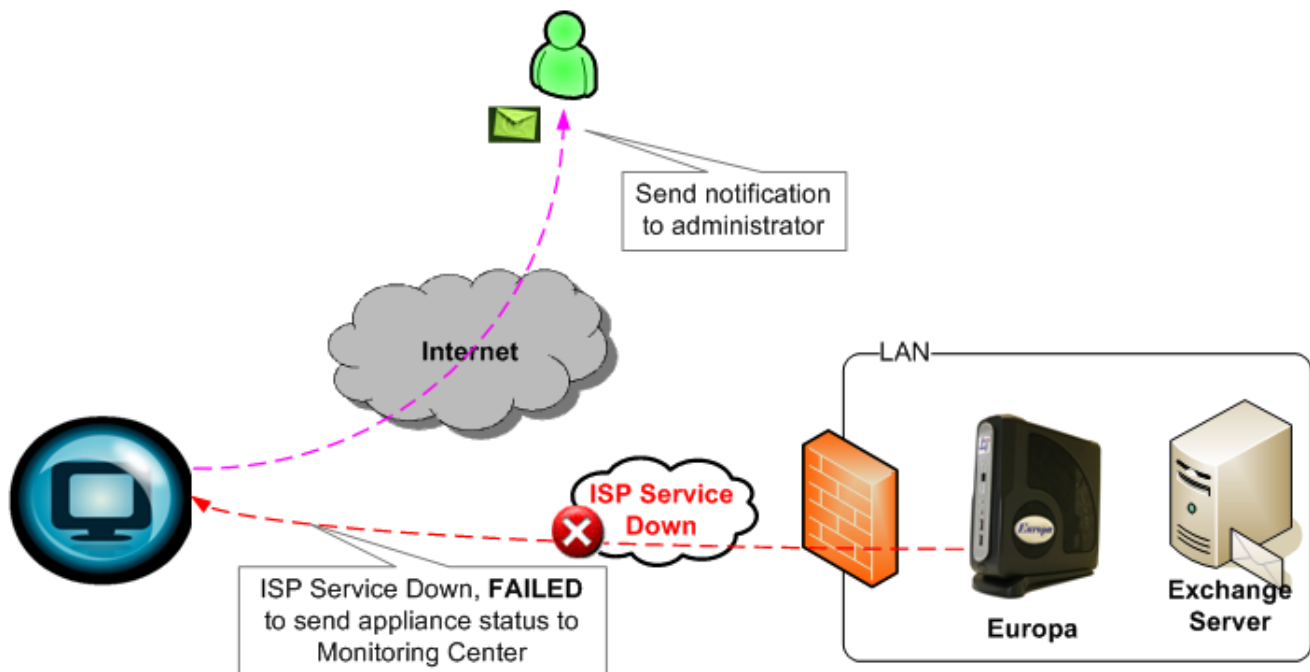 Send notification
to administrator
Internet
LAN
ISP Service
Down
ISP Service Down, FAILED
to send appliance status to
Monitoring Center
Europa
Europa
Exchange
Server